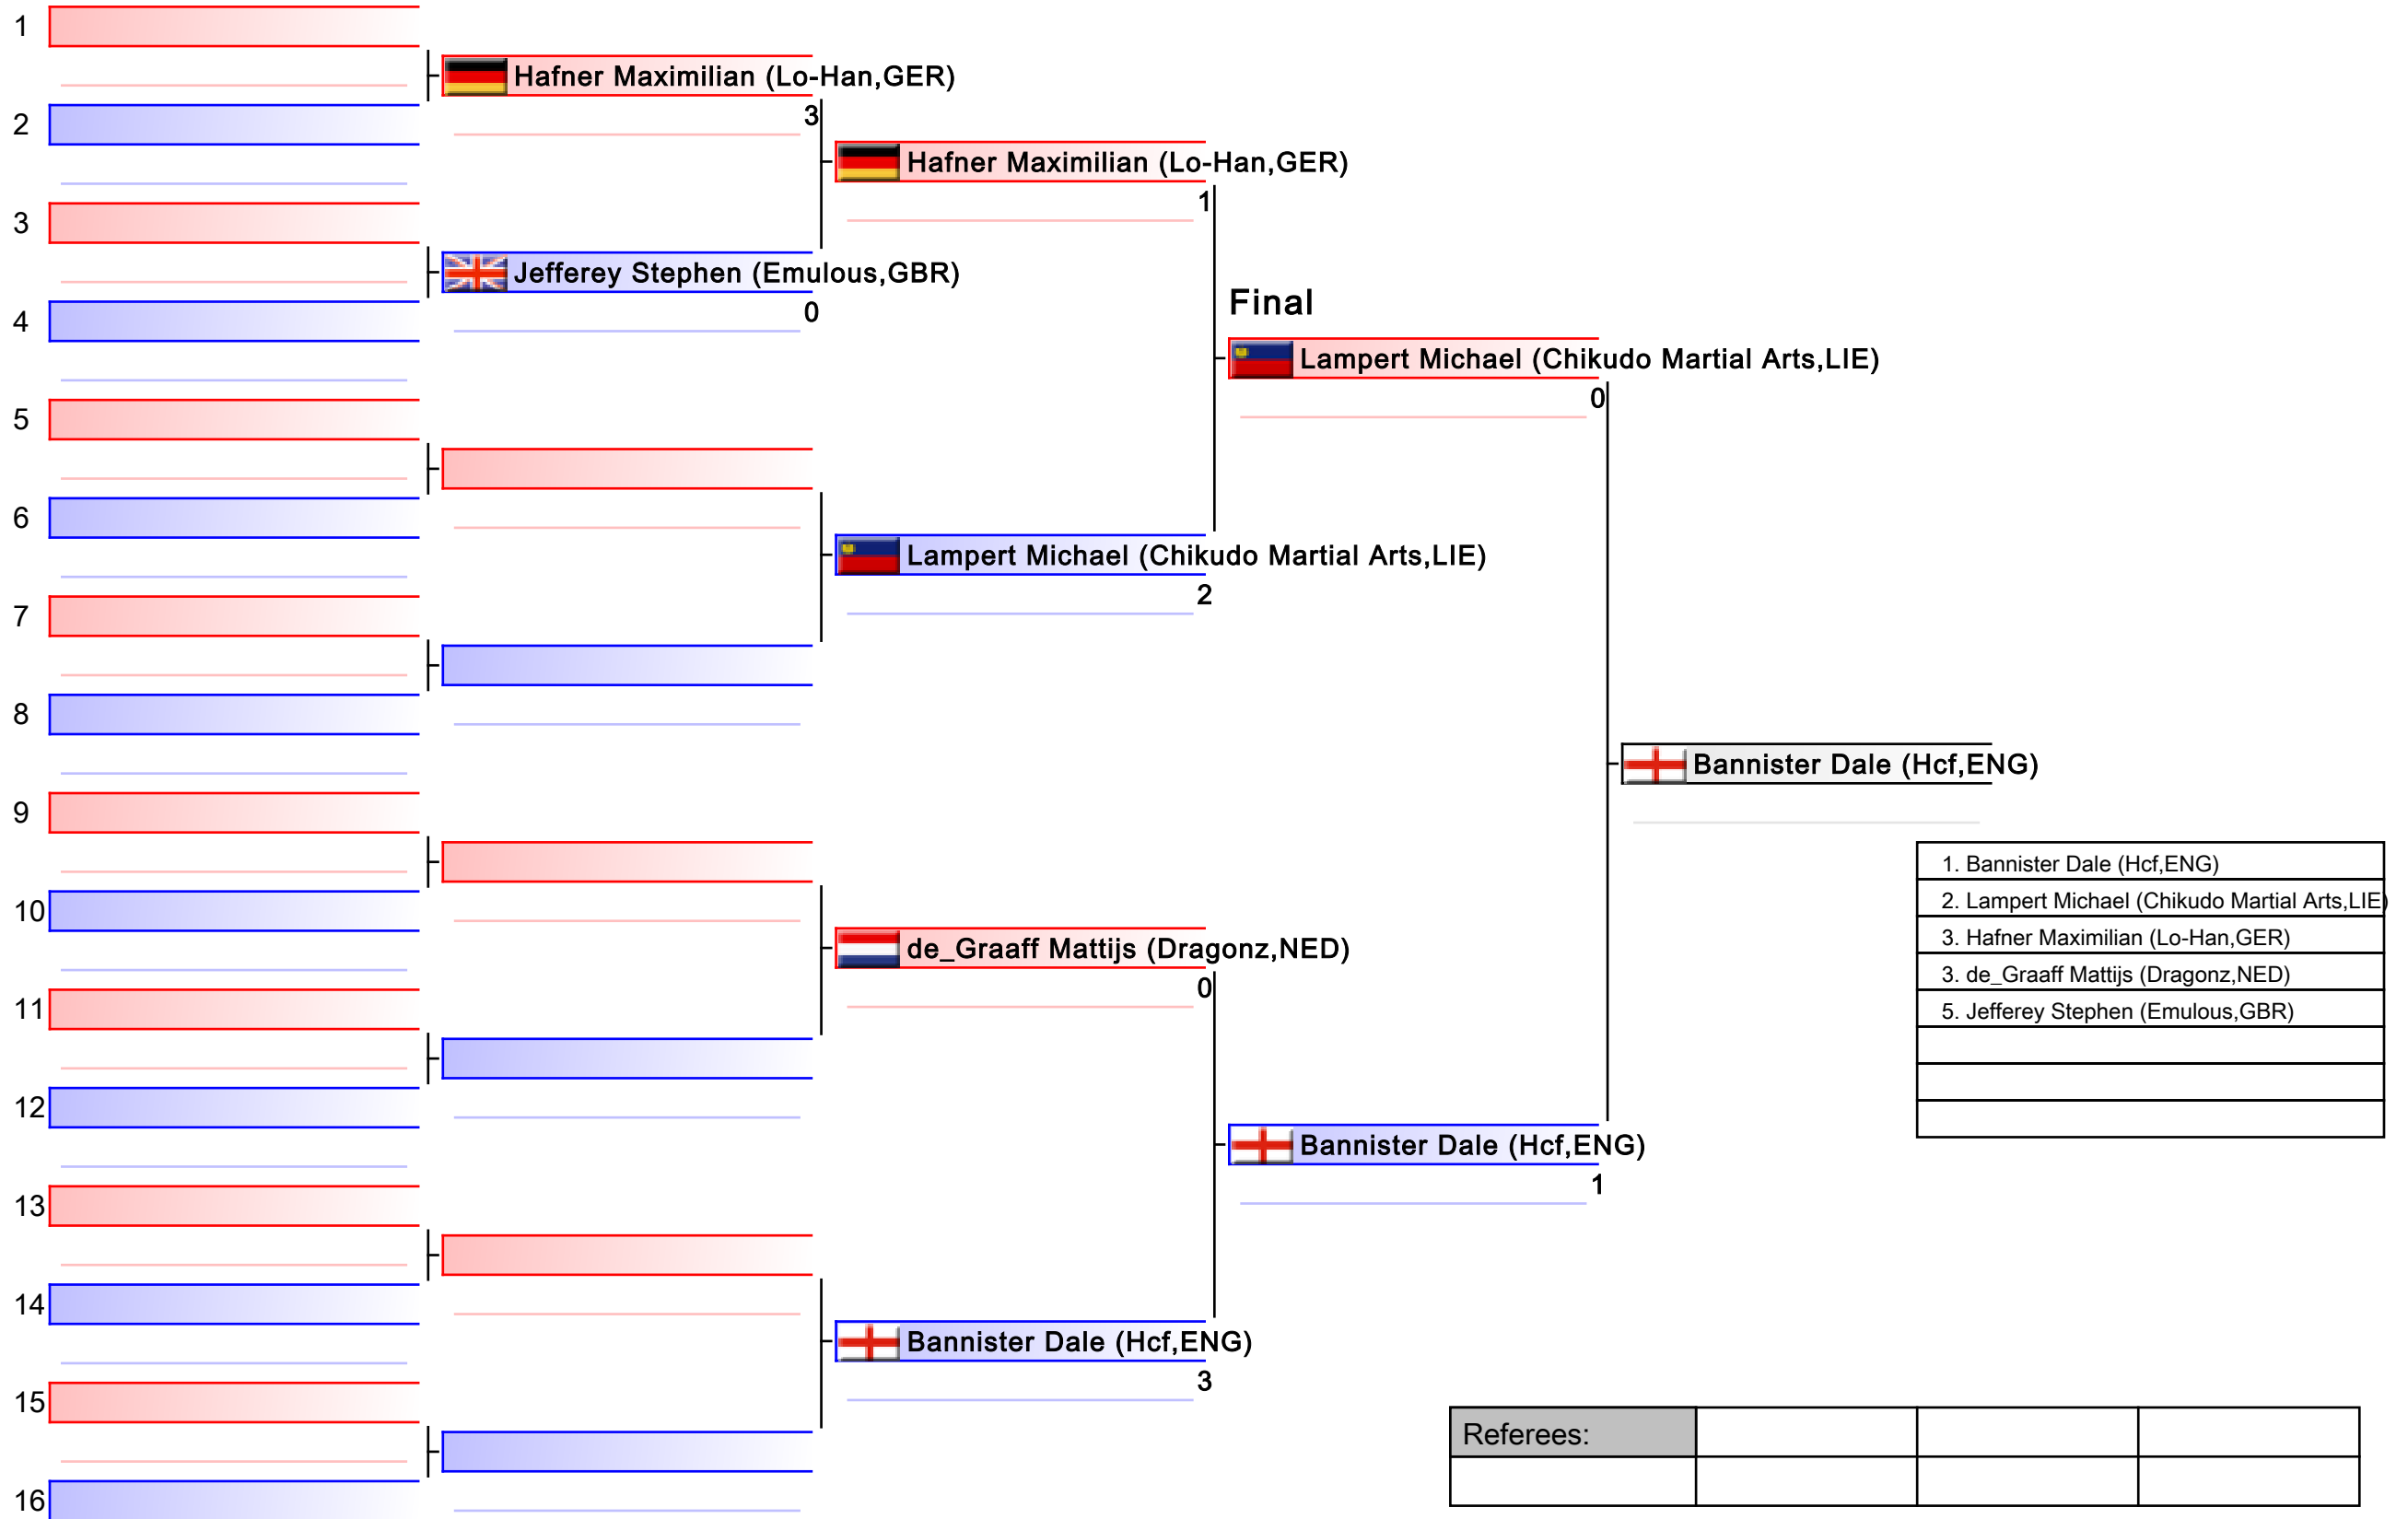 1
Hafner Maximilian (Lo-Han,GER)
2
3
Hafner Maximilian (Lo-Han,GER)
1
3
Jefferey Stephen (Emulous,GBR)
0
4
Final
Lampert Michael (Chikudo Martial Arts,LIE)
0
5
6
Lampert Michael (Chikudo Martial Arts,LIE)
2
7
8
Bannister Dale (Hcf,ENG)
9
1. Bannister Dale (Hcf,ENG)
2. Lampert Michael (Chikudo Martial Arts,LIE)
3. Hafner Maximilian (Lo-Han,GER)
3. de_Graaff Mattijs (Dragonz,NED)
5. Jefferey Stephen (Emulous,GBR)
10
de_Graaff Mattijs (Dragonz,NED)
0
11
12
Bannister Dale (Hcf,ENG)
1
13
14
Bannister Dale (Hcf,ENG)
3
15
Referees:
16